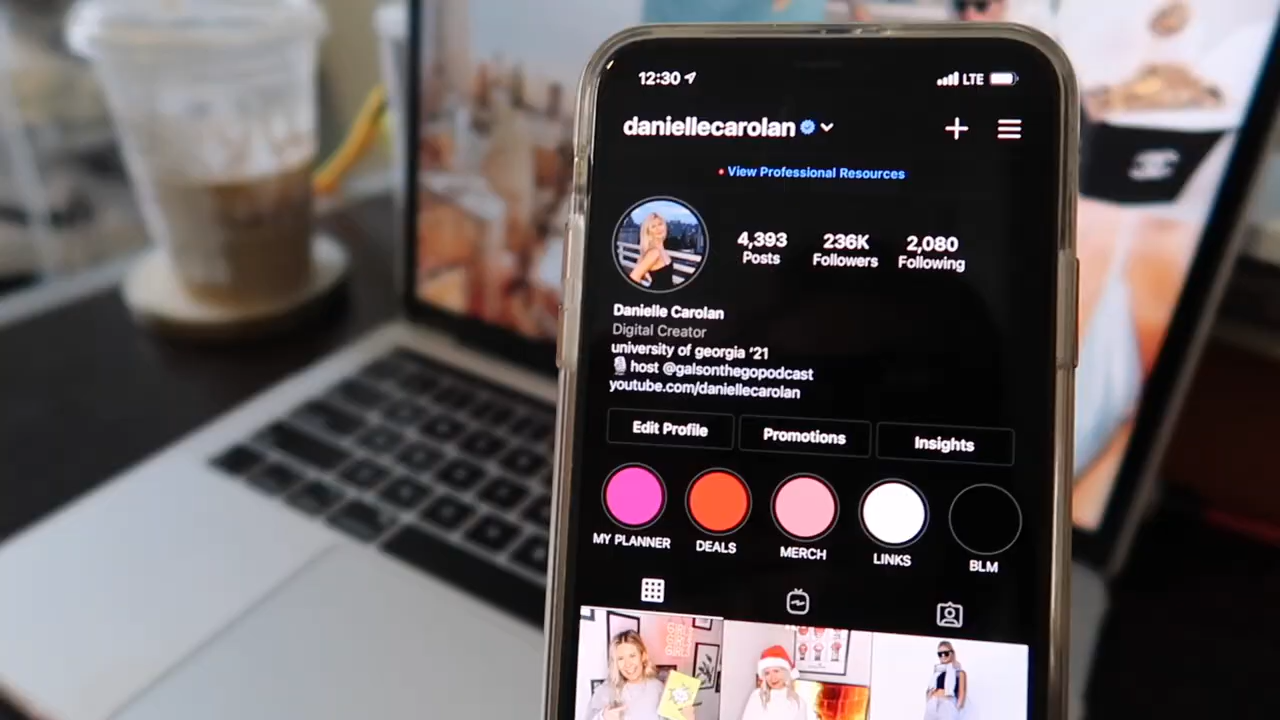 12:30 LTE
daniellecarolan
View Professional Resources
4,393 236K 2,080
Posts Followers Following
Danielle Carolan
Digital Creator
university of georgia '21
host @galsonthegopodcast
youtube.com/daniellecarolan
Edit Profile Promotions Insights
MY PLANNER DEALS MERCH LINKS BLM